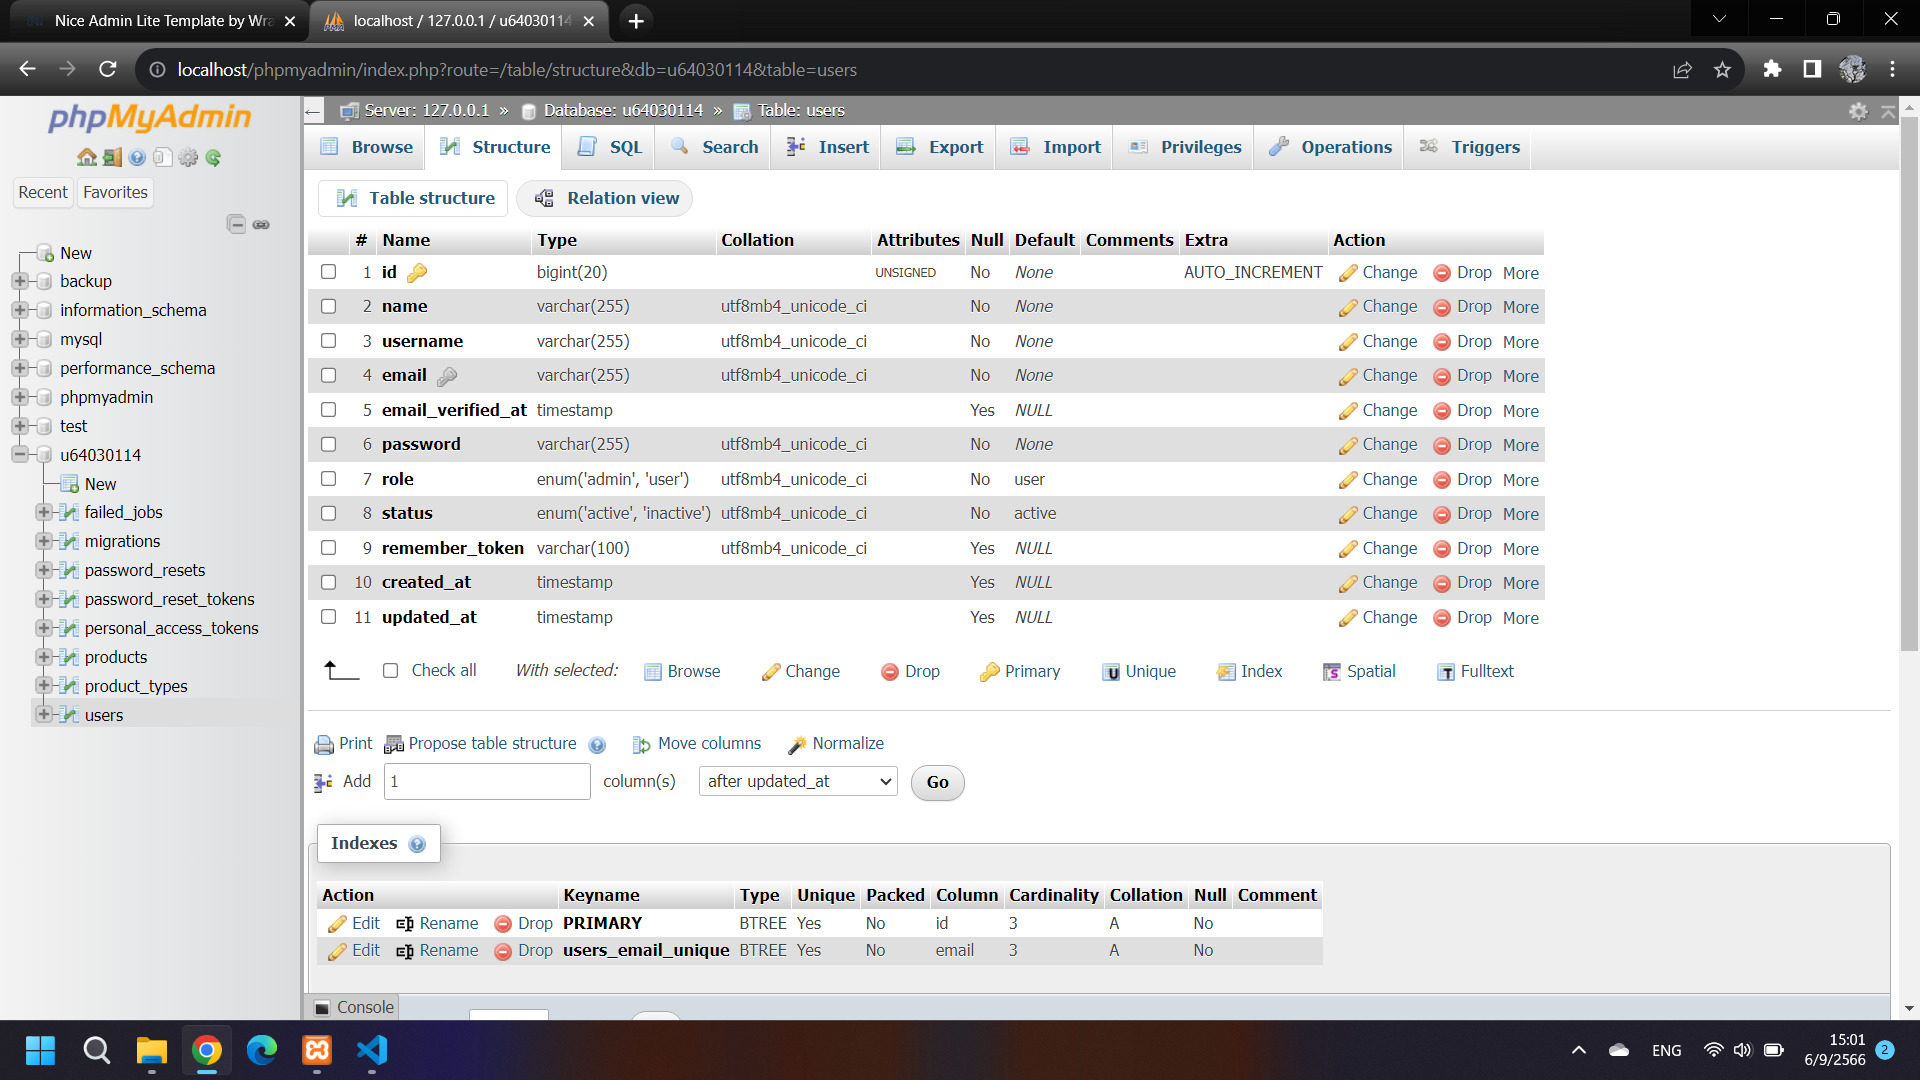 Nice Admin Lite Template by Wra
localhost / 127.0.0.1 / u64030114
localhost/phpmyadmin/index.php?route=/table/structure&db=u64030114&table=users
phpMyAdmin
Recent Favorites
New
backup
information_schema
mysql
performance_schema
phpmyadmin
test
u64030114
New
failed_jobs
migrations
password_resets
password_reset_tokens
personal_access_tokens
products
product_types
users
Server: 127.0.0.1 » Database: u64030114 » Table: users
Browse Structure SQL Search Insert Export Import Privileges Operations Triggers
Table structure Relation view
# Name Type Collation Attributes Null Default Comments Extra Action
1 id bigint(20) UNSIGNED No None AUTO_INCREMENT Change Drop More
2 name varchar(255) utf8mb4_unicode_ci No None Change Drop More
3 username varchar(255) utf8mb4_unicode_ci No None Change Drop More
4 email varchar(255) utf8mb4_unicode_ci No None Change Drop More
5 email_verified_at timestamp Yes NULL Change Drop More
6 password varchar(255) utf8mb4_unicode_ci No None Change Drop More
7 role enum('admin', 'user') utf8mb4_unicode_ci No user Change Drop More
8 status enum('active', 'inactive') utf8mb4_unicode_ci No active Change Drop More
9 remember_token varchar(100) utf8mb4_unicode_ci Yes NULL Change Drop More
10 created_at timestamp Yes NULL Change Drop More
11 updated_at timestamp Yes NULL Change Drop More
Check all With selected: Browse Change Drop Primary Unique Index Spatial Fulltext
Print Propose table structure Move columns Normalize
Add 1 column(s) after updated_at Go
Indexes
Action Keyname Type Unique Packed Column Cardinality Collation Null Comment
Edit Rename Drop PRIMARY BTREE Yes No id 3 A No
Edit Rename Drop users_email_unique BTREE Yes No email 3 A No
Console
ENG
15:01
6/9/2566
2